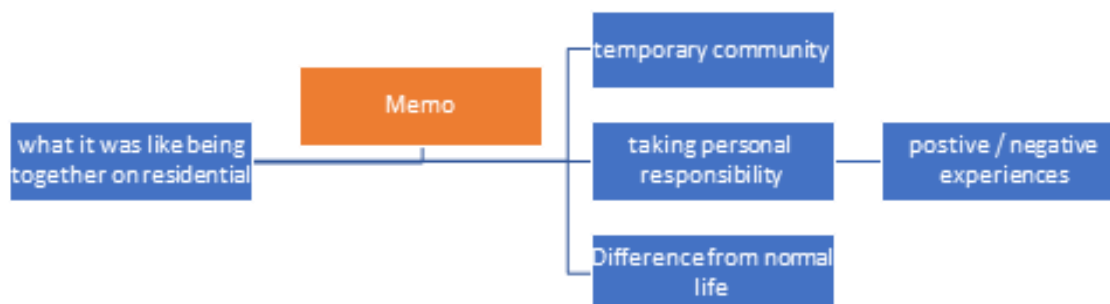 temporary community
Memo
what it was like being
together on residential
taking personal
responsibility
postive / negative
experiences
Difference from normal
life